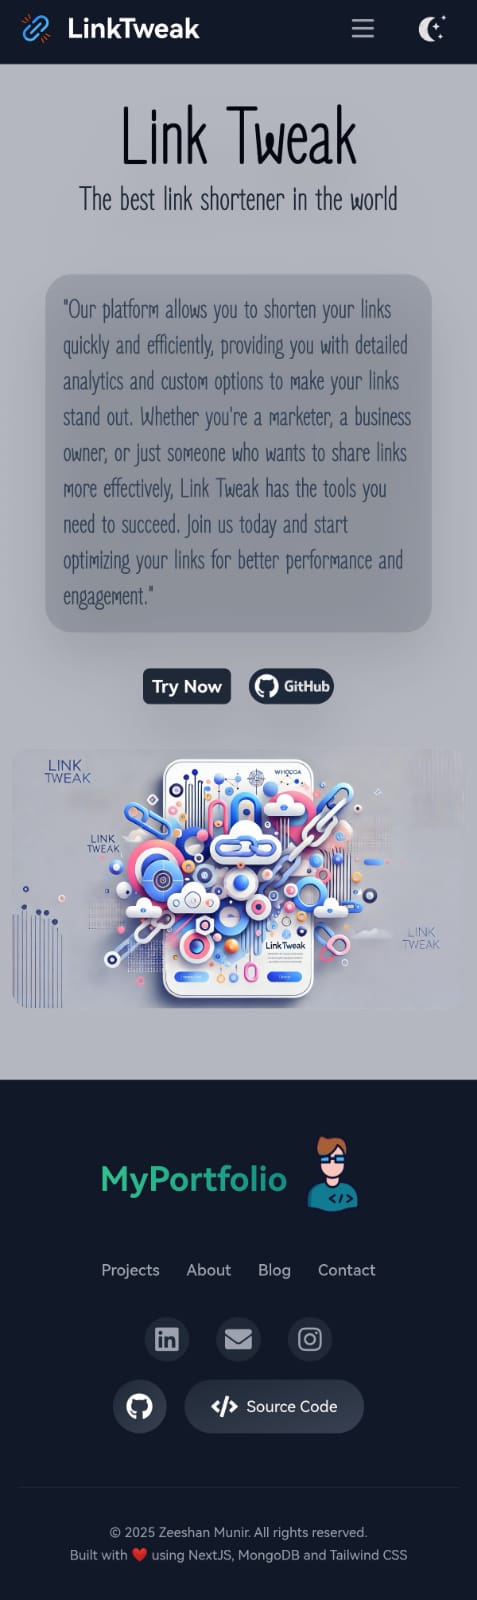 LinkTweak
Link Tweak
The best link shortener in the world
"Our platform allows you to shorten your links
quickly and efficiently, providing you with detailed
analytics and custom options to make your links
stand out. Whether you're a marketer, a business
owner, or just someone who wants to share links
more effectively, Link Tweak has the tools you
need to succeed. Join us today and start
optimizing your links for better performance and
engagement."
Try Now
GitHub
LINK
TWEAK
LINK
TWEAK
LINK
TWEAK
LinkTweak
MyPortfolio
</>
Projects About Blog Contact
in
</> Source Code
© 2025 Zeeshan Munir. All rights reserved.
Built with ❤️ using NextJS, MongoDB and Tailwind CSS